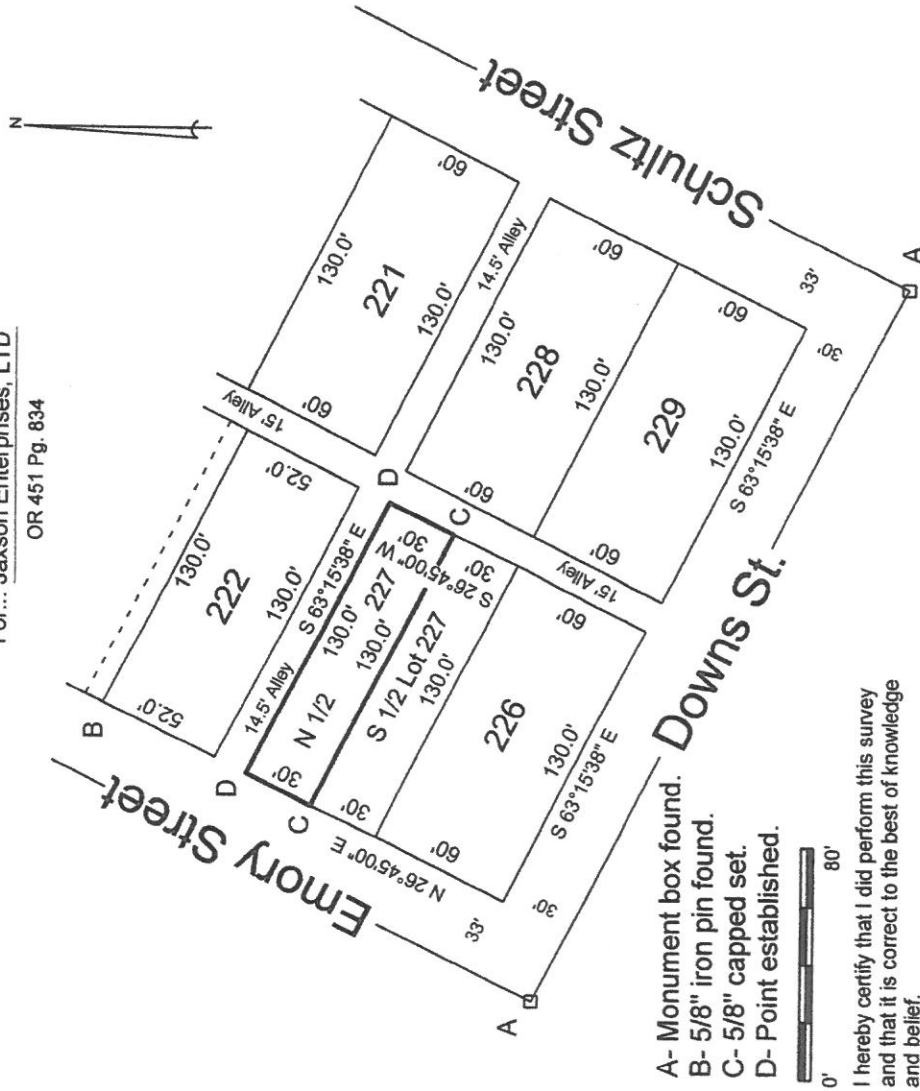 For... Jaxson Enterprises, LTD
OR 451 Pg. 834
N
Schultz Street
Emory Street
Downs St.
B
52.0'
130.0'
222
130.0'
52.0'
15' Alley
60'
130.0'
221
130.0'
60'
14.5' Alley
S 63°15'38" E
D
D
30'
N 1/2
130.0'
227
130.0'
30'
S 26°45'00" W
C
C
30'
S 1/2 Lot 227
130.0'
30'
N 26°45'00" E
60'
226
130.0'
60'
S 63°15'38" E
15' Alley
14.5' Alley
60'
130.0'
228
130.0'
60'
60'
229
130.0'
60'
S 63°15'38" E
33'
30'
33'
30'
A
A
A- Monument box found.
B- 5/8" iron pin found.
C- 5/8" capped set.
D- Point established.
0'
80'
I hereby certify that I did perform this survey
and that it is correct to the best of knowledge
and belief.